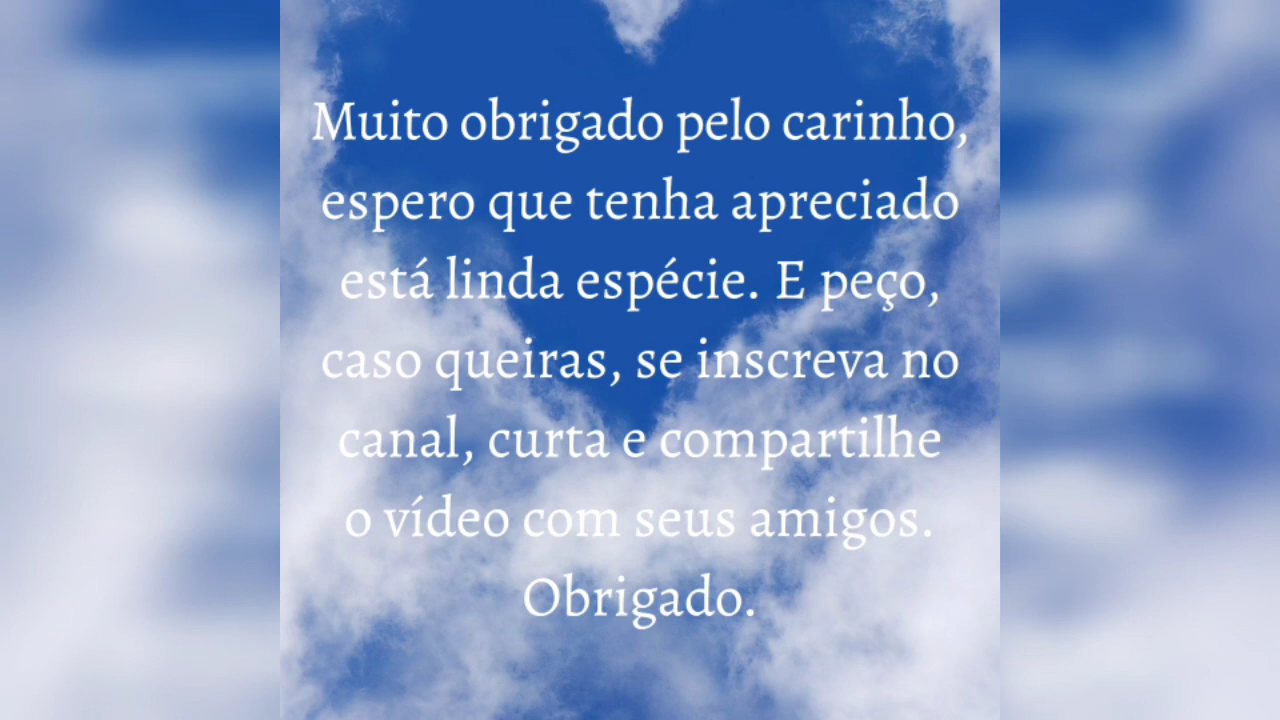 Muito obrigado pelo carinho,
espero que tenha apreciado
está linda espécie. E peço,
caso queiras, se inscreva no
canal, curta e compartilhe
o vídeo com seus amigos.
Obrigado.